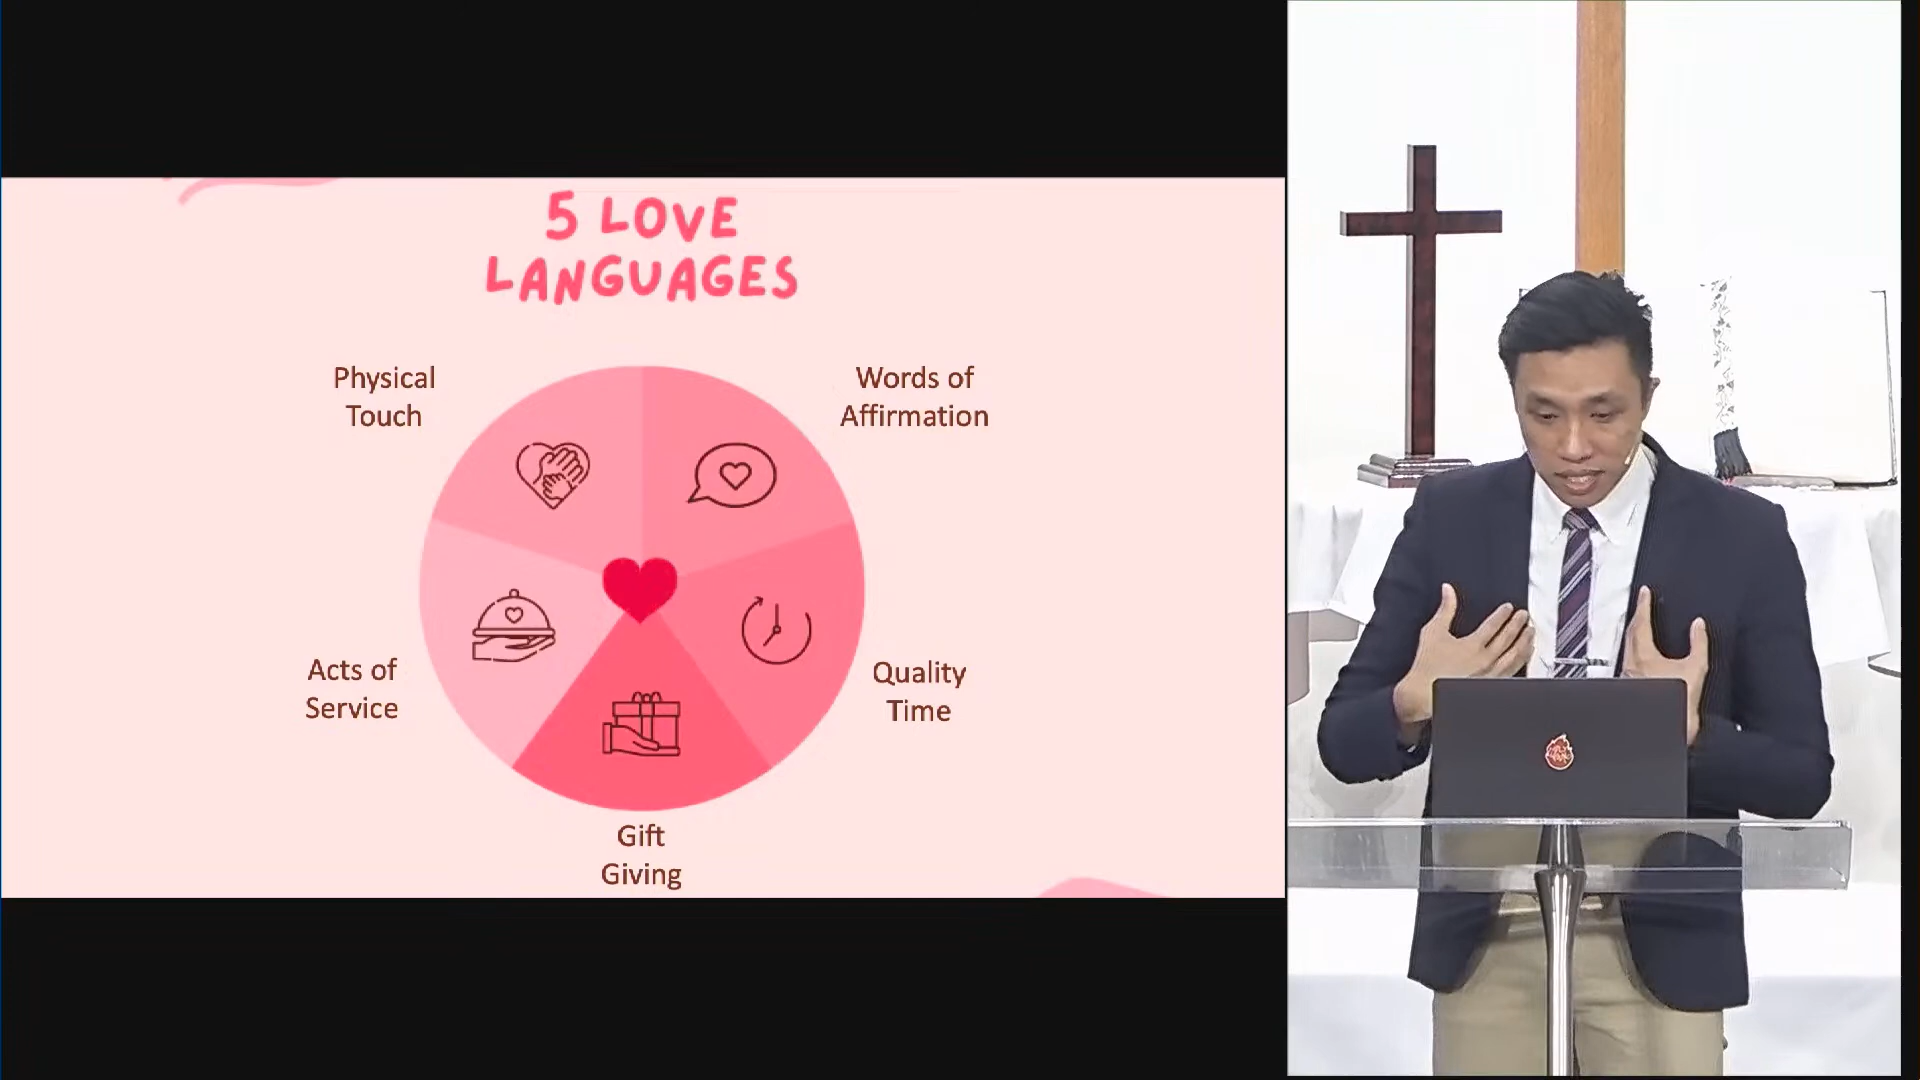 5 LOVE
LANGUAGES
Physical
Touch
Words of
Affirmation
Acts of
Service
Quality
Time
Gift
Giving